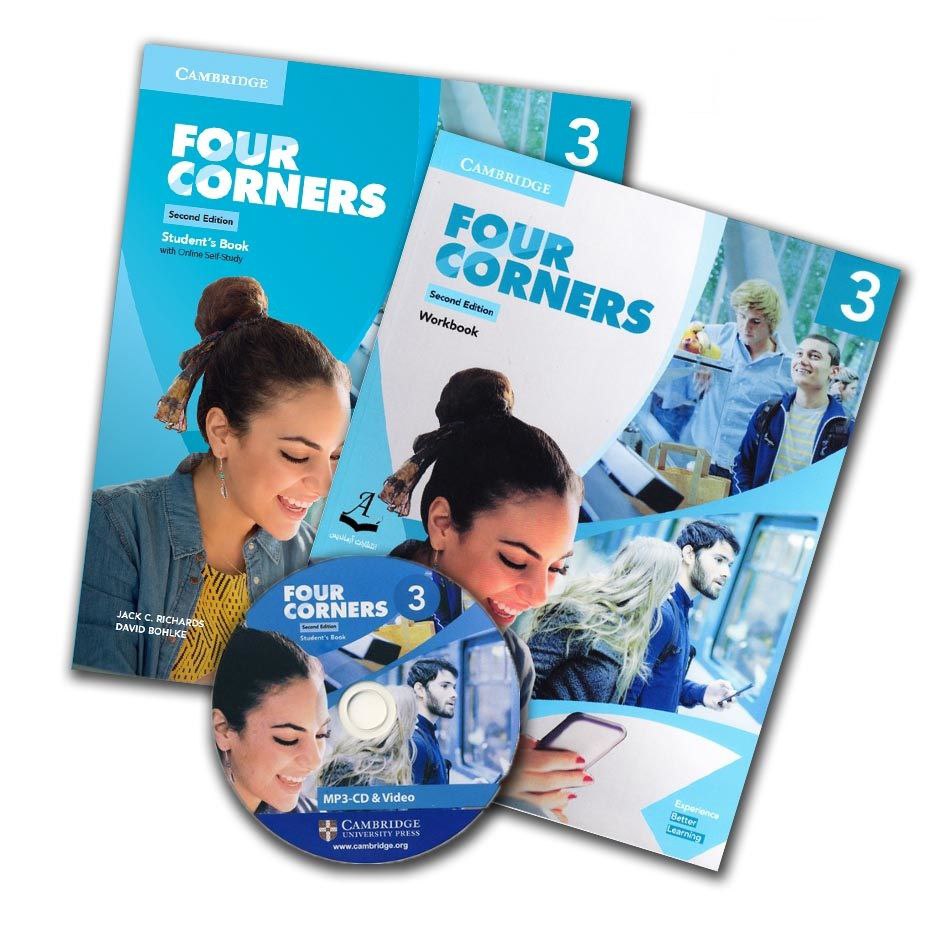 CAMBRIDGE
FOUR
CORNERS
Second Edition
Student's Book
with Online Self-Study
3
JACK C. RICHARDS
DAVID BOHLKE
CAMBRIDGE
FOUR
CORNERS
Second Edition
Workbook
3
A
انتشارات آرماندیس
Experience
Better
Learning
FOUR
CORNERS
3
Second Edition
Student's Book
MP3-CD & Video
CAMBRIDGE
UNIVERSITY PRESS
www.cambridge.org